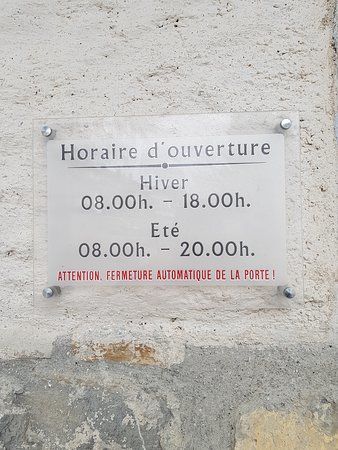 Horaire d'ouverture
Hiver
08.00h. - 18.00h.
Eté
08.00h. - 20.00h.
ATTENTION, FERMETURE AUTOMATIQUE DE LA PORTE !